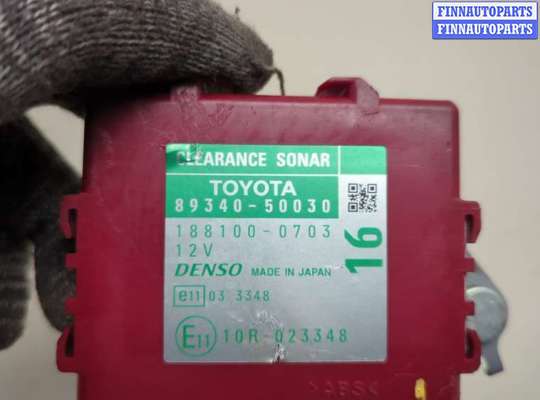 FINNAUTOPARTS
FINNAUTOPARTS
CLEARANCE SONAR
TOYOTA
89340-50030
188100-0703
12V
16
DENSO MADE IN JAPAN
e11 03 3348
E11 10R-023348
>ABS<